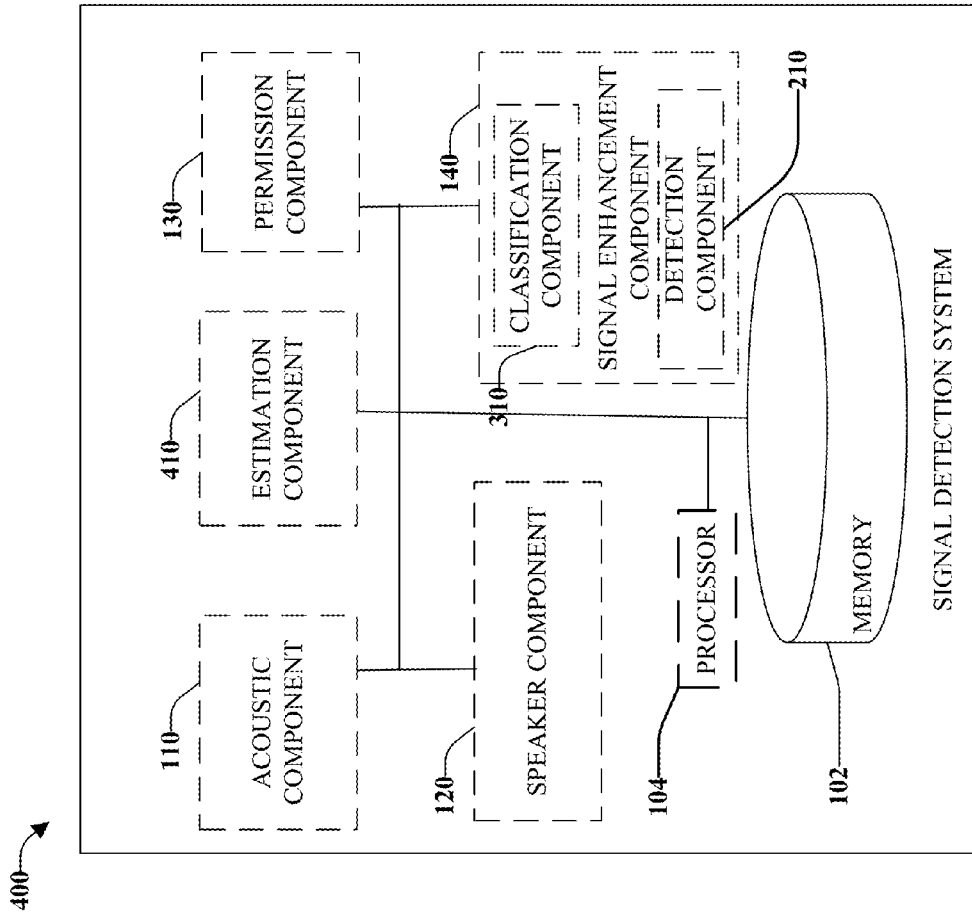 400
110
ACOUSTIC
COMPONENT
410
ESTIMATION
COMPONENT
130
PERMISSION
COMPONENT
120
SPEAKER COMPONENT
140
310
CLASSIFICATION
COMPONENT
SIGNAL ENHANCEMENT
COMPONENT
DETECTION
COMPONENT
210
104
PROCESSOR
102
MEMORY
SIGNAL DETECTION SYSTEM